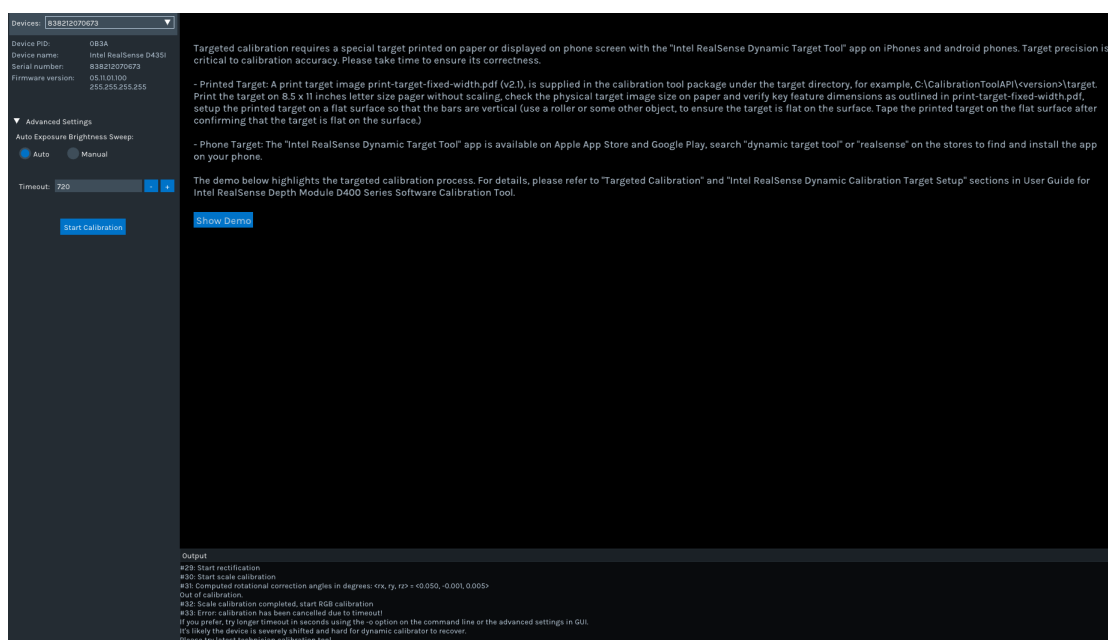 Devices: 838212070673
Device PID: 0B3A
Device name: Intel RealSense D435I
Serial number: 838212070673
Firmware version: 05.11.01.100
255.255.255.255
Advanced Settings
Auto Exposure Brightness Sweep:
Auto Manual
Timeout: 720 - +
Start Calibration
Targeted calibration requires a special target printed on paper or displayed on phone screen with the "Intel RealSense Dynamic Target Tool" app on iPhones and android phones. Target precision is
critical to calibration accuracy. Please take time to ensure its correctness.
- Printed Target: A print target image print-target-fixed-width.pdf (v2.1), is supplied in the calibration tool package under the target directory, for example, C:\CalibrationToolAPI\<version>\target.
Print the target on 8.5 x 11 inches letter size pager without scaling, check the physical target image size on paper and verify key feature dimensions as outlined in print-target-fixed-width.pdf,
setup the printed target on a flat surface so that the bars are vertical (use a roller or some other object, to ensure the target is flat on the surface. Tape the printed target on the flat surface after
confirming that the target is flat on the surface.)
- Phone Target: The "Intel RealSense Dynamic Target Tool" app is available on Apple App Store and Google Play, search "dynamic target tool" or "realsense" on the stores to find and install the app
on your phone.
The demo below highlights the targeted calibration process. For details, please refer to "Targeted Calibration" and "Intel RealSense Dynamic Calibration Target Setup" sections in User Guide for
Intel RealSense Depth Module D400 Series Software Calibration Tool.
Show Demo
Output
#29: Start rectification
#30: Start scale calibration
#31: Computed rotational correction angles in degrees: <rx, ry, rz> = <0.050, -0.001, 0.005>
Out of calibration.
#32: Scale calibration completed, start RGB calibration
#33: Error: calibration has been cancelled due to timeout!
If you prefer, try longer timeout in seconds using the -o option on the command line or the advanced settings in GUI.
It's likely the device is severely shifted and hard for dynamic calibrator to recover.
Please try latest technician calibration tool